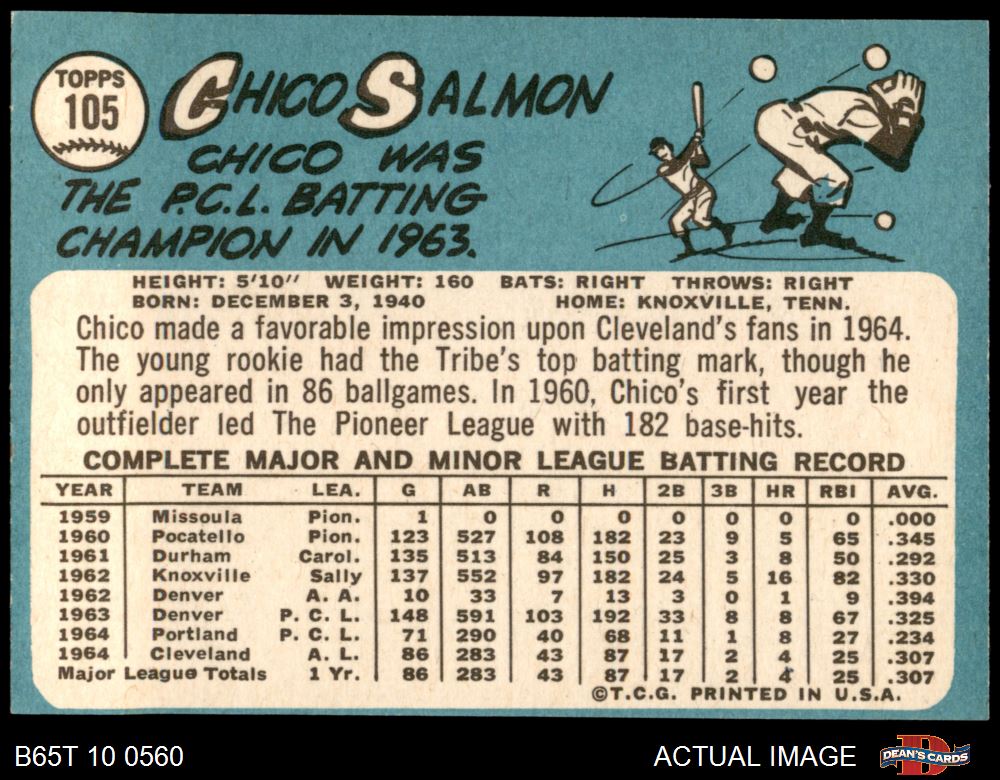 TOPPS
105
CHICO SALMON
CHICO WAS
THE P.C.L. BATTING
CHAMPION IN 1963.
HEIGHT: 5'10" WEIGHT: 160 BATS: RIGHT THROWS: RIGHT
BORN: DECEMBER 3, 1940 HOME: KNOXVILLE, TENN.
Chico made a favorable impression upon Cleveland's fans in 1964.
The young rookie had the Tribe's top batting mark, though he
only appeared in 86 ballgames. In 1960, Chico's first year the
outfielder led The Pioneer League with 182 base-hits.
COMPLETE MAJOR AND MINOR LEAGUE BATTING RECORD
YEAR TEAM LEA. G AB R H 2B 3B HR RBI AVG.
1959 Missoula Pion. 1 0 0 0 0 0 0 0 .000
1960 Pocatello Pion. 123 527 108 182 23 9 5 65 .345
1961 Durham Carol. 135 513 84 150 25 3 8 50 .292
1962 Knoxville Sally 137 552 97 182 24 5 16 82 .330
1962 Denver A. A. 10 33 7 13 3 0 1 9 .394
1963 Denver P. C. L. 148 591 103 192 33 8 8 67 .325
1964 Portland P. C. L. 71 290 40 68 11 1 8 27 .234
1964 Cleveland A. L. 86 283 43 87 17 2 4 25 .307
Major League Totals 1 Yr. 86 283 43 87 17 2 4 25 .307
©T.C.G. PRINTED IN U.S.A.
B65T 10 0560
ACTUAL IMAGE
DEAN'S CARDS